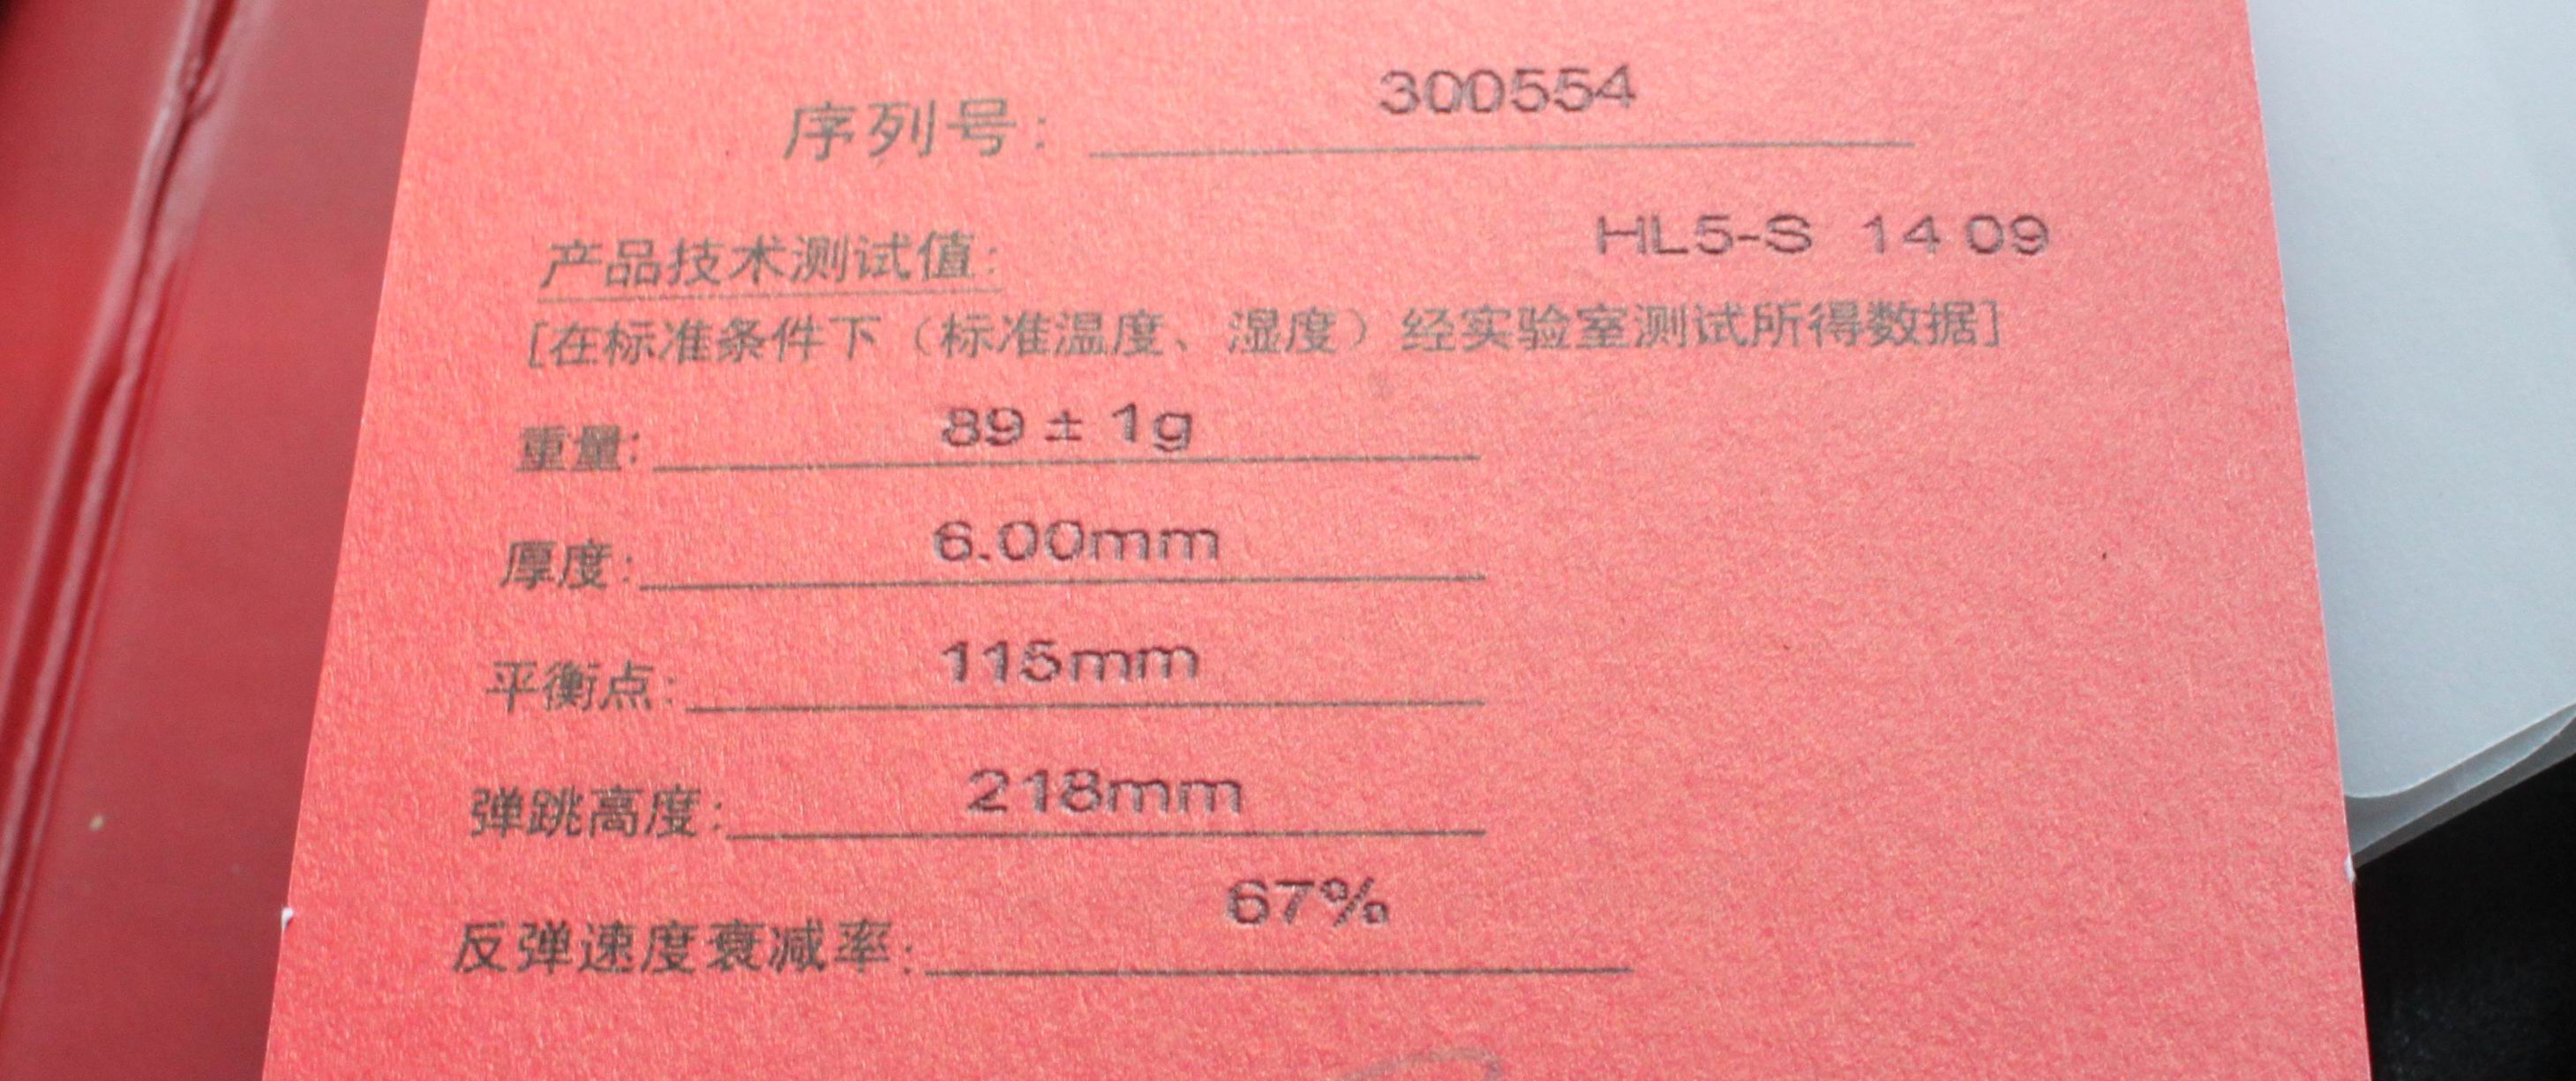 序列号: 300554
产品技术测试值: HL5-S 14 09
[在标准条件下（标准温度、湿度）经实验室测试所得数据]
重量: 89 ± 1g
厚度: 6.00mm
平衡点: 115mm
弹跳高度: 218mm
反弹速度衰减率: 67%